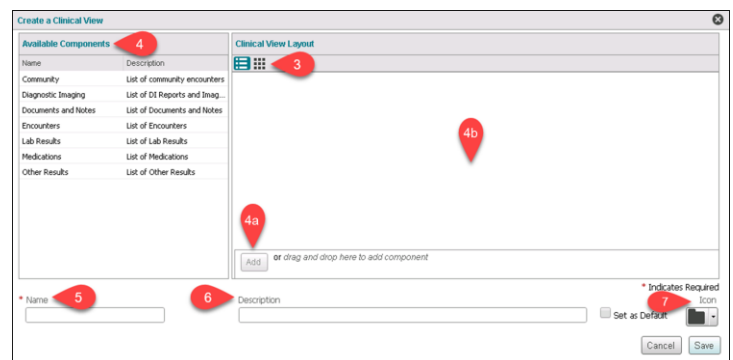 Create a Clinical View
Available Components
4
Clinical View Layout
Name Description
3
Community List of community encounters
Diagnostic Imaging List of DI Reports and Imag...
Documents and Notes List of Documents and Notes
Encounters List of Encounters
Lab Results List of Lab Results
Medications List of Medications
Other Results List of Other Results
4b
4a
Add or drag and drop here to add component
* Indicates Required
* Name 5
6 Description
7 Icon
Set as Default
Cancel Save